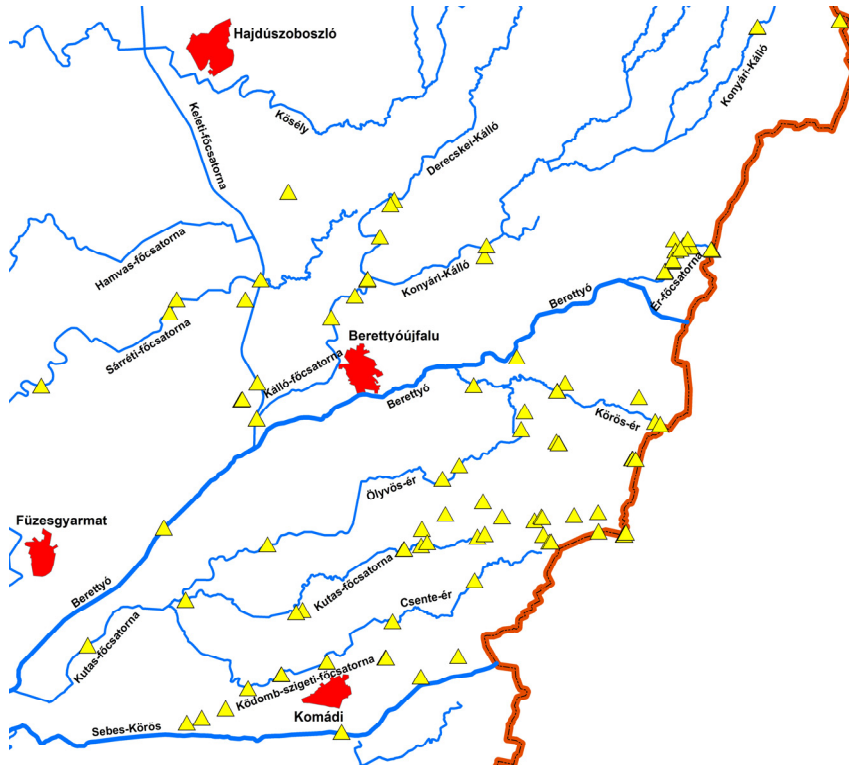 Hajdúszoboszló
Konyári-Kálló
Keleti-főcsatorna
Kösély
Derecskei-Kálló
Hamvas-főcsatorna
Konyári-Kálló
Ér-főcsatorna
Berettyó
Sárréti-főcsatorna
Berettyóújfalu
Kálló-főcsatorna
Berettyó
Körös-ér
Ölyvös-ér
Füzesgyarmat
Berettyó
Kutas-főcsatorna
Csente-ér
Kutas-főcsatorna
Ködomb-szigeti-főcsatorna
Komádi
Sebes-Körös